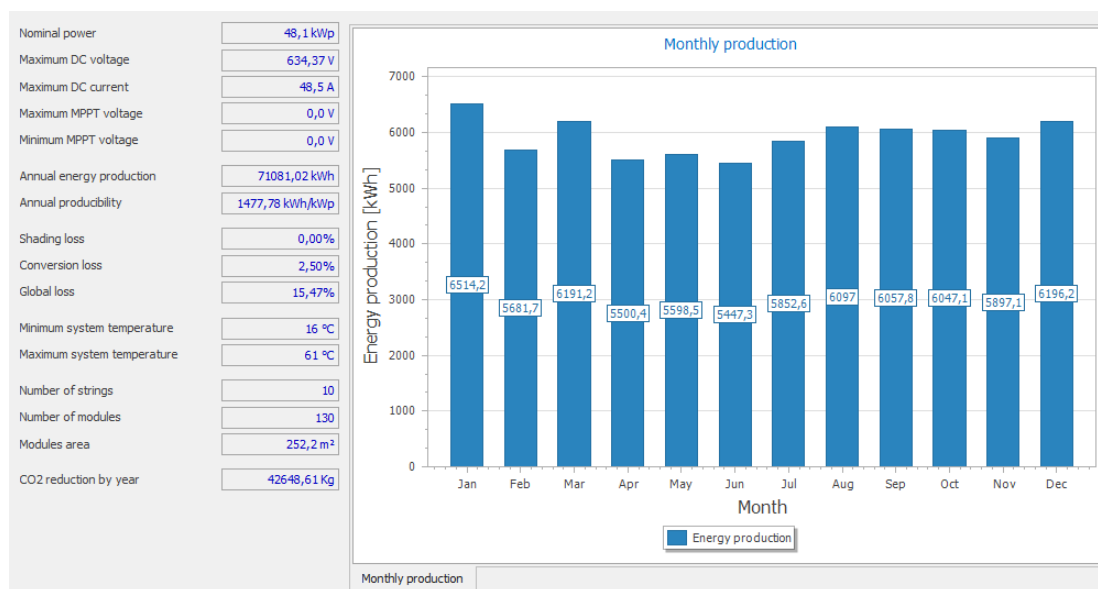 Nominal power 48,1 kWp
Maximum DC voltage 634,37 V
Maximum DC current 48,5 A
Maximum MPPT voltage 0,0 V
Minimum MPPT voltage 0,0 V
Annual energy production 71081,02 kWh
Annual producibility 1477,78 kWh/kWp
Shading loss 0,00%
Conversion loss 2,50%
Global loss 15,47%
Minimum system temperature 16 °C
Maximum system temperature 61 °C
Number of strings 10
Number of modules 130
Modules area 252,2 m²
CO2 reduction by year 42648,61 Kg
Monthly production
Energy production [kWh]
7000
6000
5000
4000
3000
2000
1000
0
6514,2 5681,7 6191,2 5500,4 5598,5 5447,3 5852,6 6097 6057,8 6047,1 5897,1 6196,2
Jan Feb Mar Apr May Jun Jul Aug Sep Oct Nov Dec
Month
Energy production
Monthly production